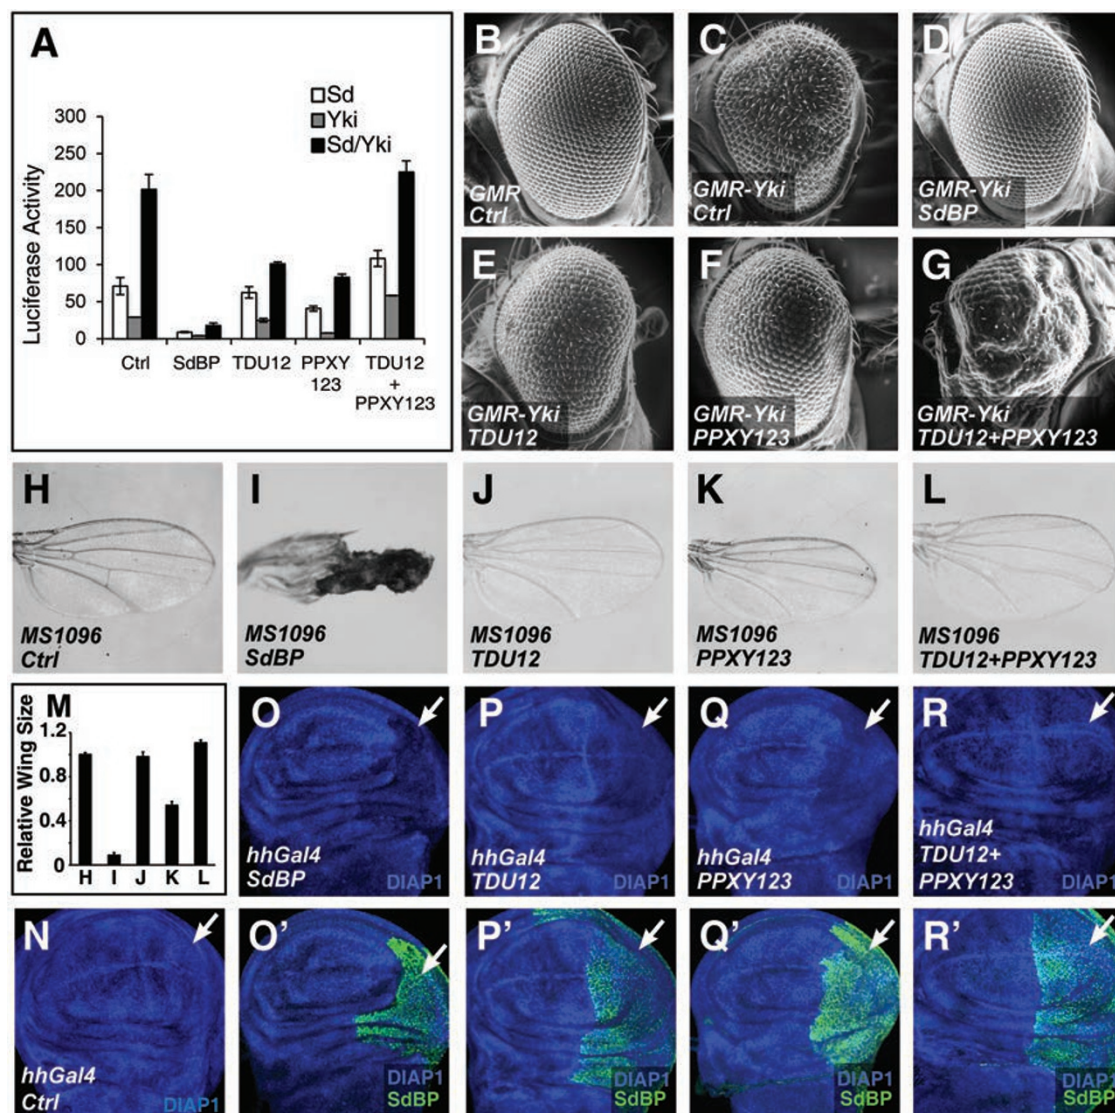 A
Sd
Yki
Sd/Yki
Luciferase Activity
300
250
200
150
100
50
0
Ctrl
SdBP
TDU12
PPXY
123
TDU12
+
PPXY123
B
GMR
Ctrl
C
GMR-Yki
Ctrl
D
GMR-Yki
SdBP
E
GMR-Yki
TDU12
F
GMR-Yki
PPXY123
G
GMR-Yki
TDU12+PPXY123
H
MS1096
Ctrl
I
MS1096
SdBP
J
MS1096
TDU12
K
MS1096
PPXY123
L
MS1096
TDU12+PPXY123
M
Relative Wing Size
1.2
0.8
0.4
0
H I J K L
O
hhGal4
SdBP
DIAP1
P
hhGal4
TDU12
DIAP1
Q
hhGal4
PPXY123
DIAP1
R
hhGal4
TDU12+
PPXY123
DIAP1
N
hhGal4
Ctrl
DIAP1
O'
DIAP1
SdBP
P'
DIAP1
SdBP
Q'
DIAP1
SdBP
R'
DIAP1
SdBP